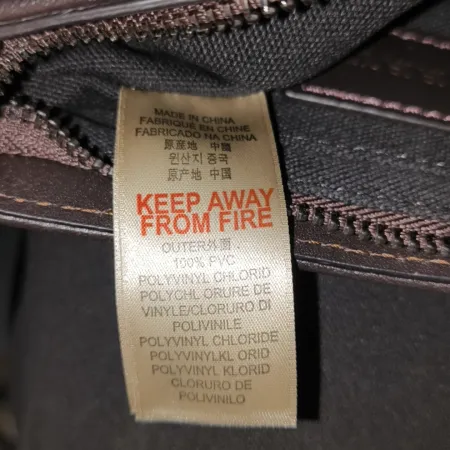 MADE IN CHINA
FABRIQUE EN CHINE
FABRICADO NA CHINA
原産地 中國
원산지 중국
原产地 中国
KEEP AWAY
FROM FIRE
OUTER外面.
100% PVC
POLYVINYL CHLORID
POLYCHL ORURE DE
VINYLE/CLORURO DI
POLIVINILE
POLYVINYL CHLORIDE
POLYVINYLKL ORID
POLYVINYL KLORID
CLORURO DE
POLIVINILO